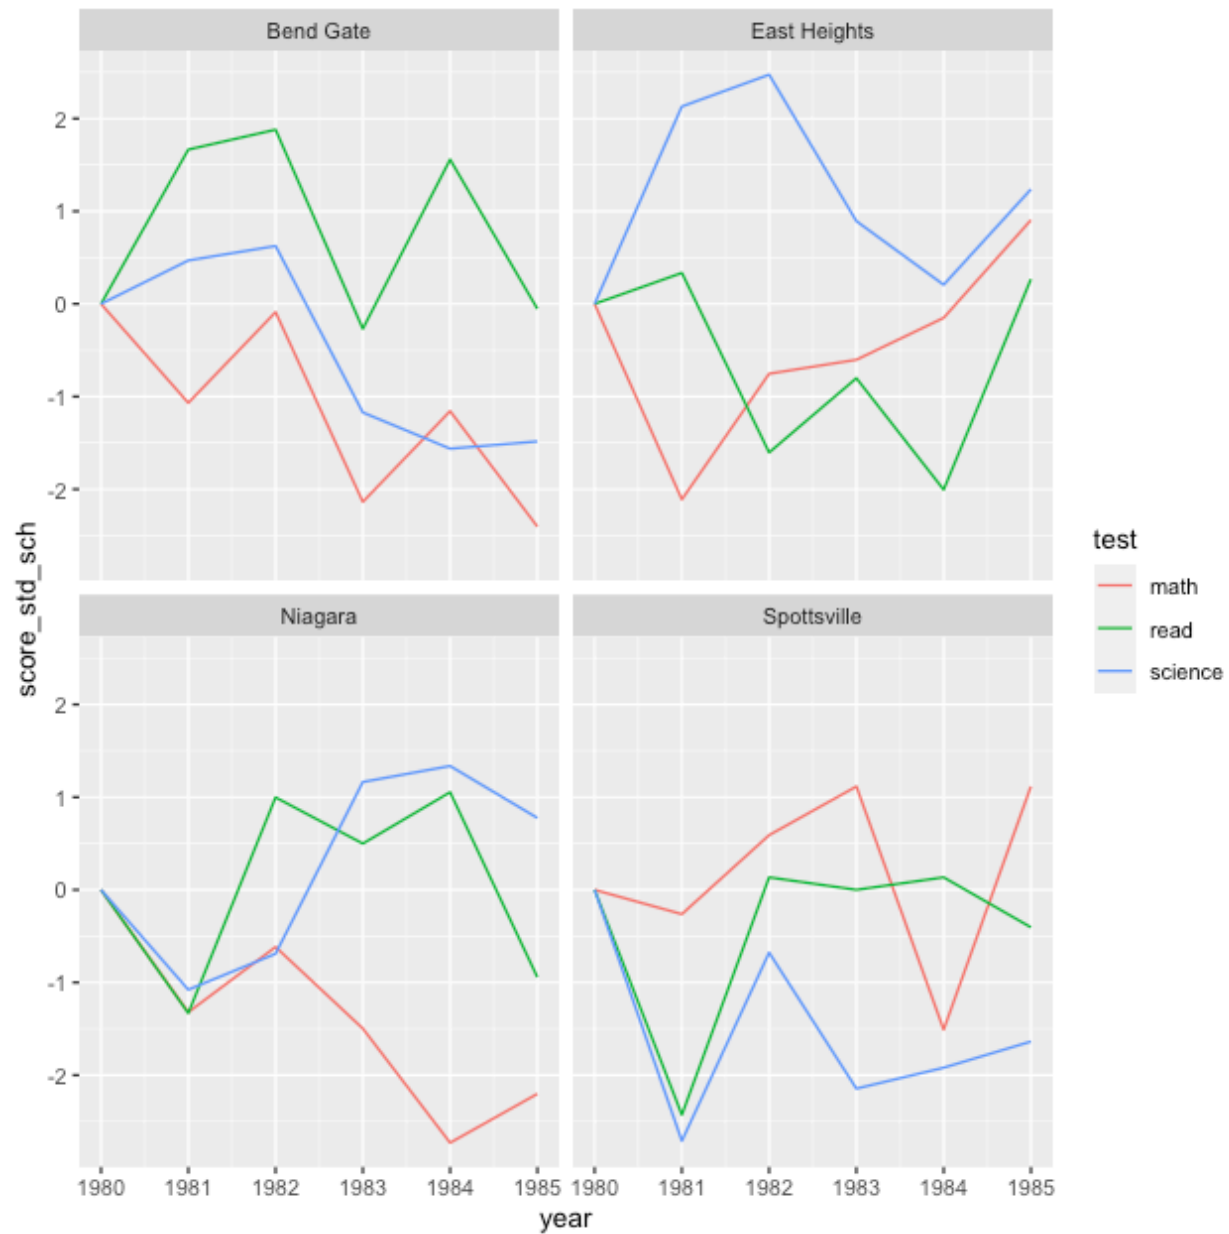 Bend Gate
East Heights
2
1
0
-1
-2
Niagara
Spottsville
2
1
0
-1
-2
1980 1981 1982 1983 1984 1985
1980 1981 1982 1983 1984 1985
year
score_std_sch
test
math
read
science